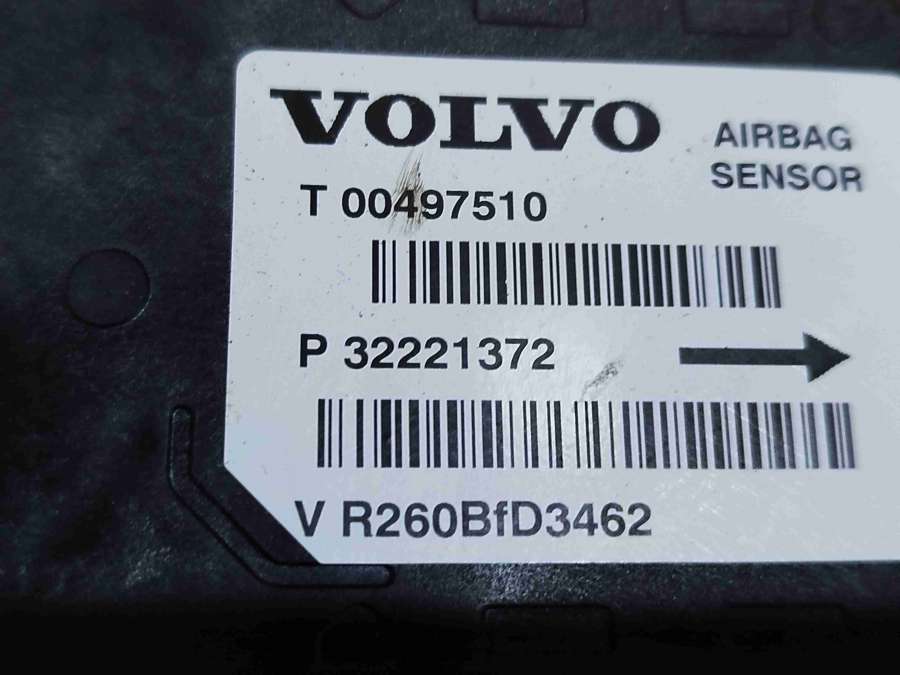 VOLVO
AIRBAG
SENSOR
T 00497510
P 32221372
V R260BfD3462